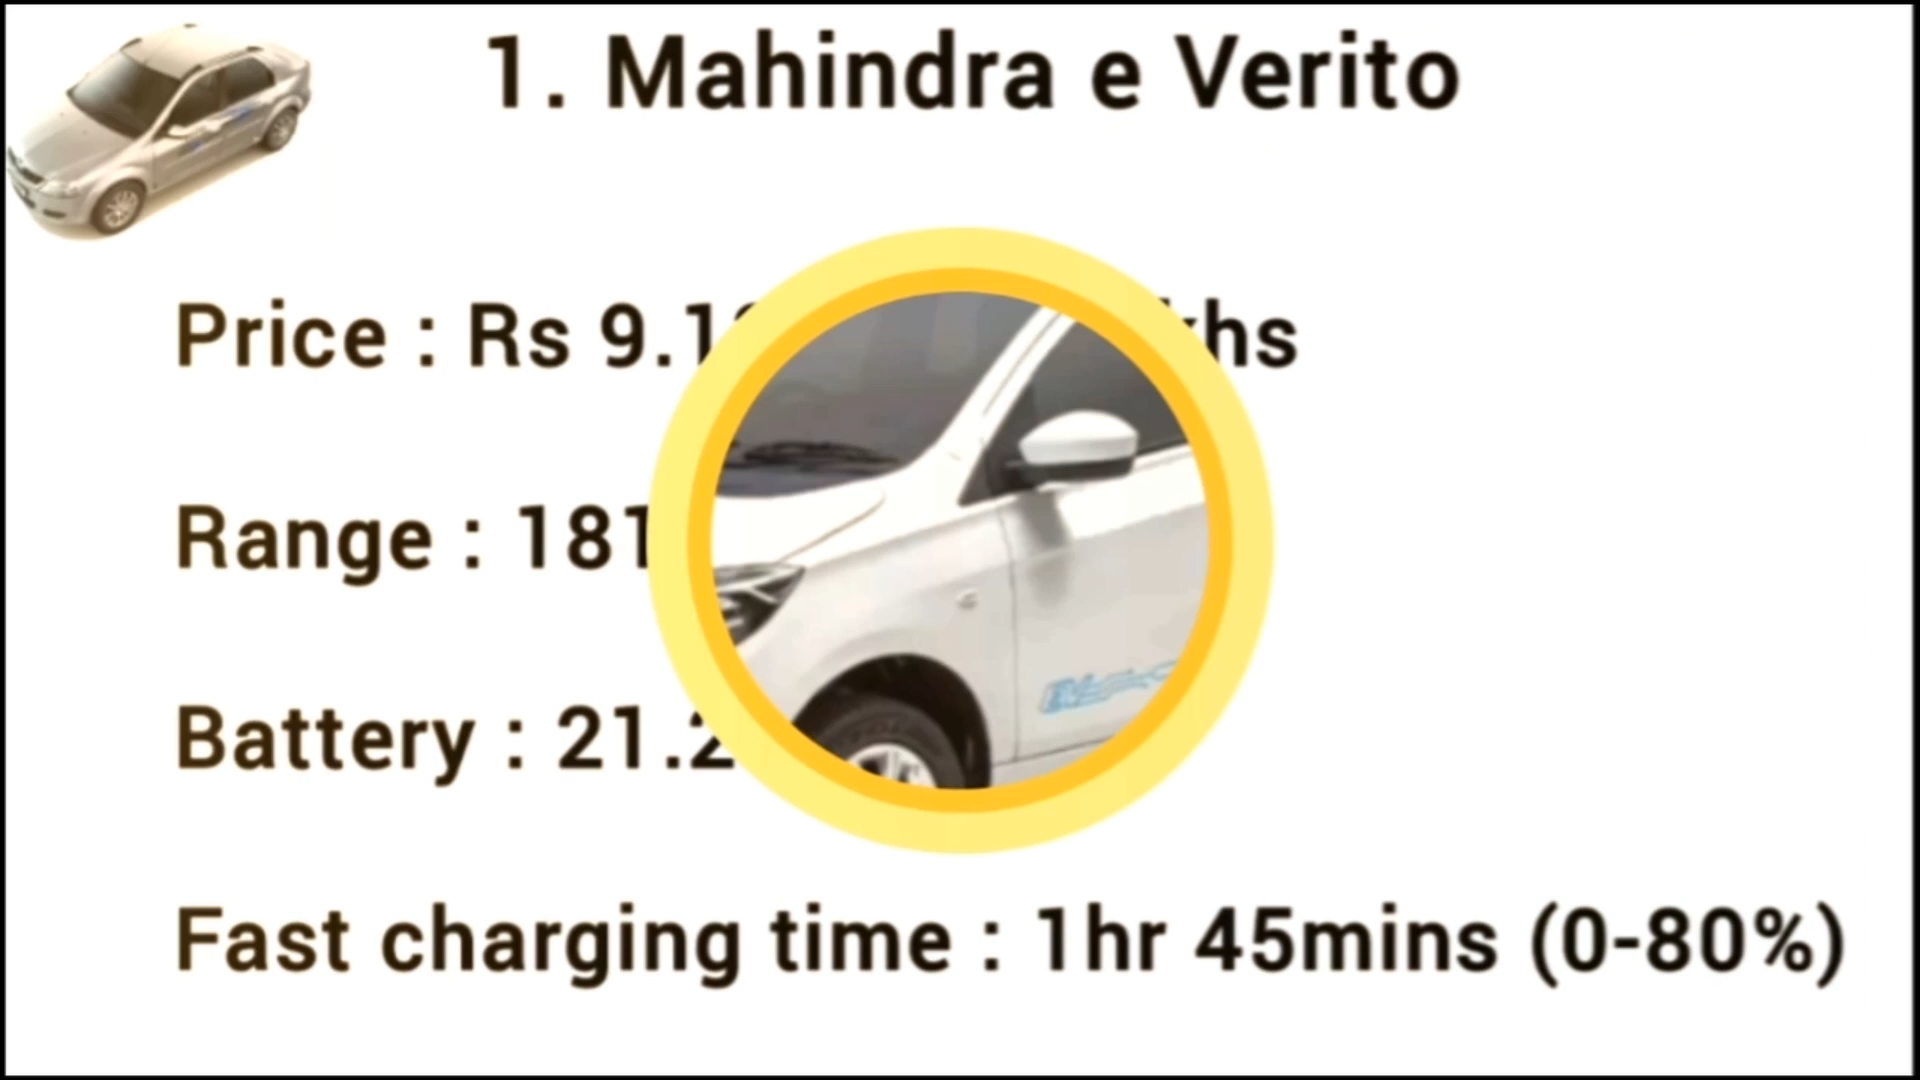 1. Mahindra e Verito
Price : Rs 9.1
Range : 181
Battery : 21.2
Fast charging time : 1hr 45mins (0-80%)